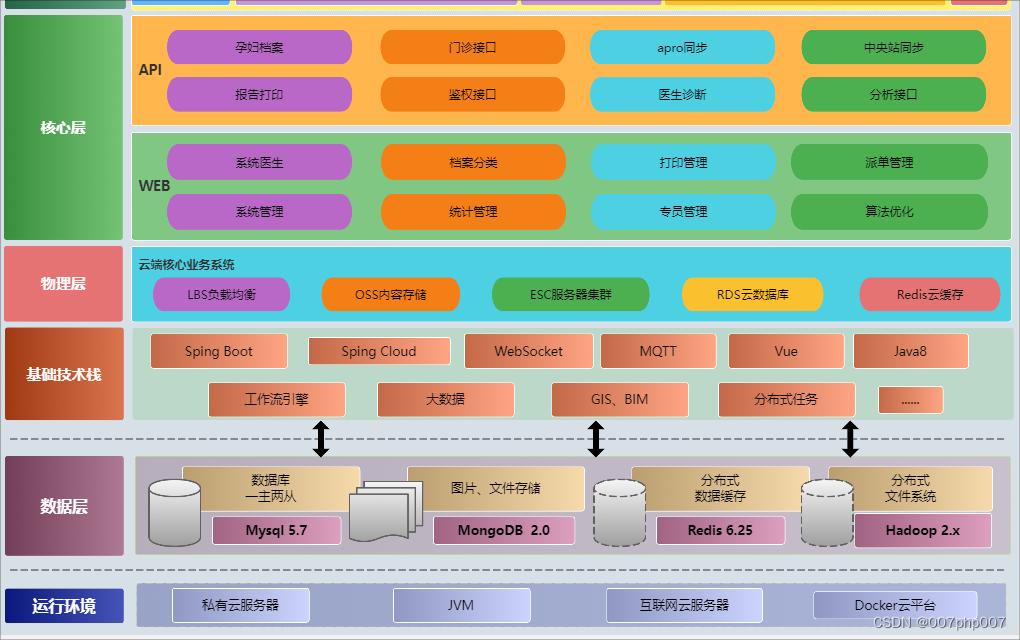 核心层
API
孕妇档案
门诊接口
apro同步
中央站同步
报告打印
鉴权接口
医生诊断
分析接口
WEB
系统医生
档案分类
打印管理
派单管理
系统管理
统计管理
专员管理
算法优化
物理层
云端核心业务系统
LBS负载均衡
OSS内容存储
ESC服务器集群
RDS云数据库
Redis云缓存
基础技术栈
Sping Boot
Sping Cloud
WebSocket
MQTT
Vue
Java8
工作流引擎
大数据
GIS、BIM
分布式任务
......
数据层
数据库
一主两从
Mysql 5.7
图片、文件存储
MongoDB 2.0
分布式
数据缓存
Redis 6.25
分布式
文件系统
Hadoop 2.x
运行环境
私有云服务器
JVM
互联网云服务器
Docker云平台
CSDN @007php007